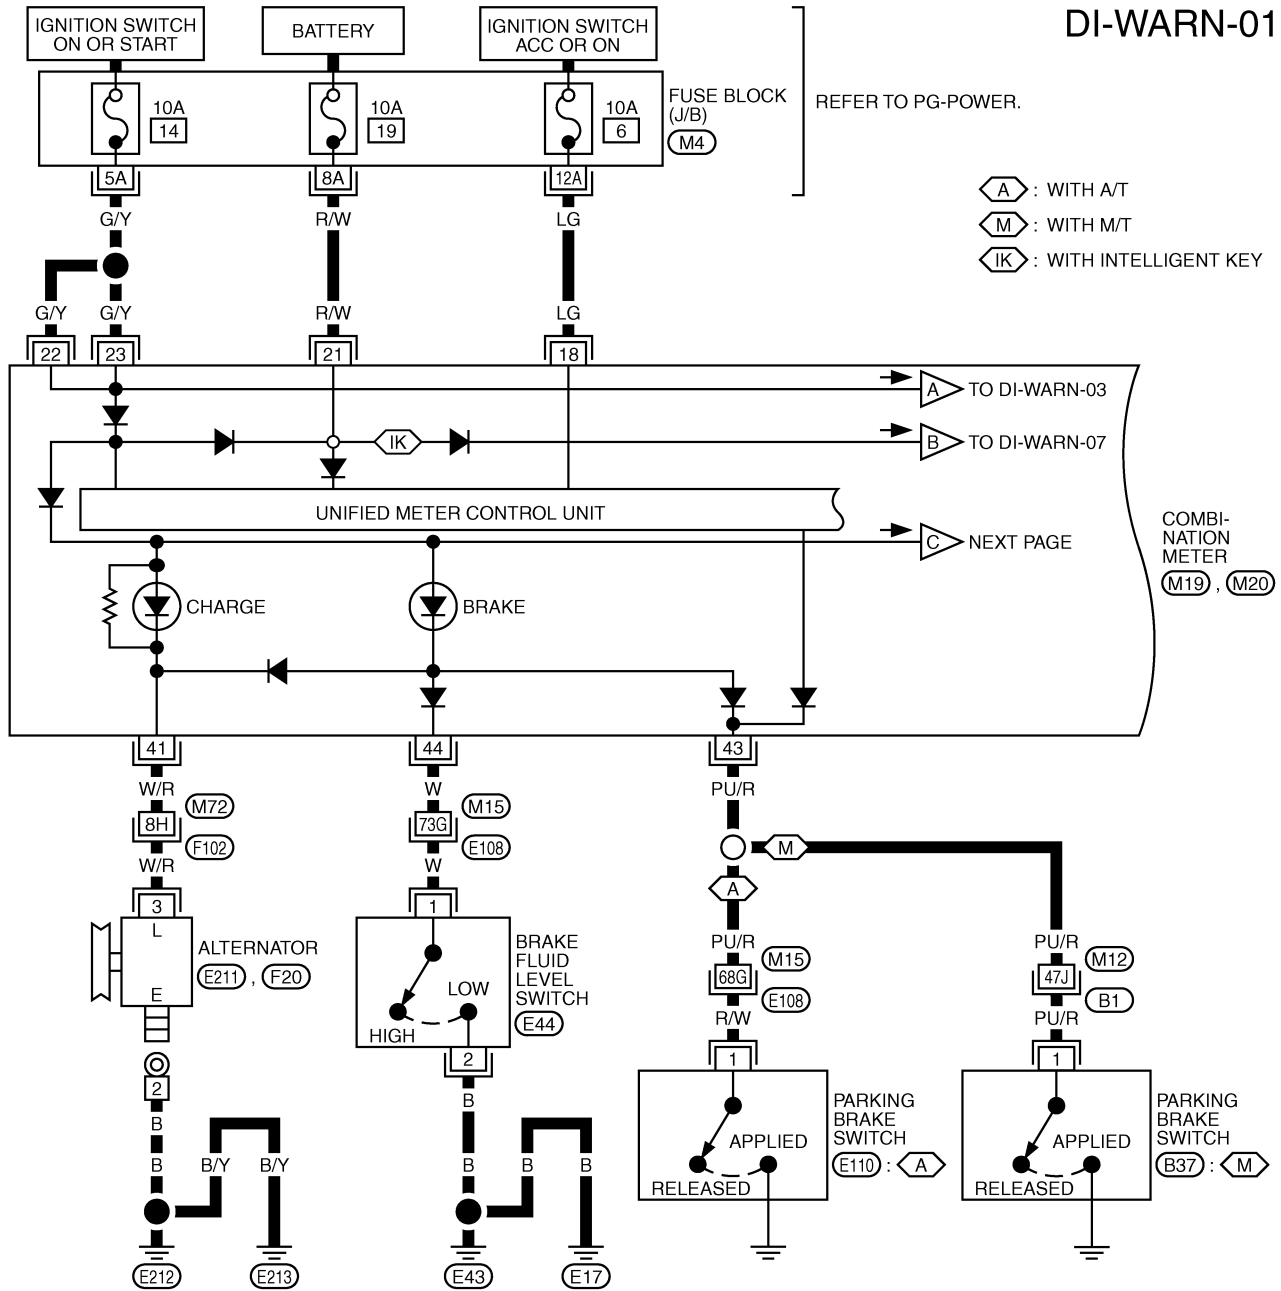 DI-WARN-01
IGNITION SWITCH
ON OR START
BATTERY
IGNITION SWITCH
ACC OR ON
10A
14
10A
19
10A
6
FUSE BLOCK
(J/B)
M4
REFER TO PG-POWER.
5A
8A
12A
A : WITH A/T
M : WITH M/T
IK : WITH INTELLIGENT KEY
G/Y
R/W
LG
G/Y
G/Y
R/W
LG
22
23
21
18
A TO DI-WARN-03
IK
B TO DI-WARN-07
UNIFIED METER CONTROL UNIT
C NEXT PAGE
COMBI-
NATION
METER
M19 , M20
CHARGE
BRAKE
41
44
43
W/R
W
PU/R
M72
M15
8H
73G
F102
E108
M
W/R
W
A
3
1
L
E
ALTERNATOR
E211 , F20
BRAKE
FLUID
LEVEL
SWITCH
E44
LOW
HIGH
PU/R
PU/R
M15
M12
68G
47J
E108
B1
R/W
PU/R
2
1
1
2
B
B
APPLIED
RELEASED
PARKING
BRAKE
SWITCH
E110 : A
APPLIED
RELEASED
PARKING
BRAKE
SWITCH
B37 : M
B
B/Y
B/Y
B
B
B
E212
E213
E43
E17